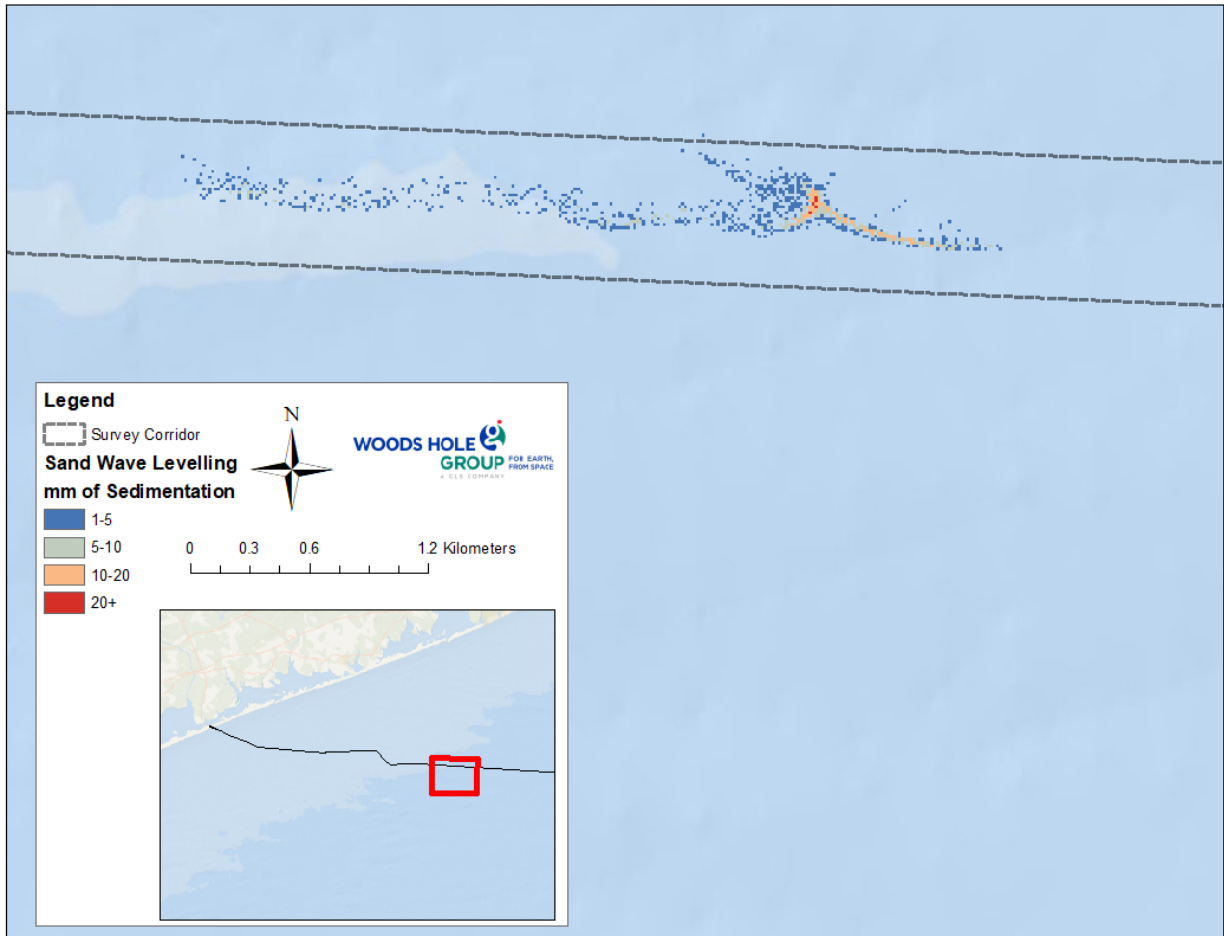 Legend
Survey Corridor
Sand Wave Levelling
mm of Sedimentation
1-5
5-10
10-20
20+
N
WOODS HOLE
GROUP
FOR EARTH,
FROM SPACE
A CLS COMPANY
0 0.3 0.6 1.2 Kilometers